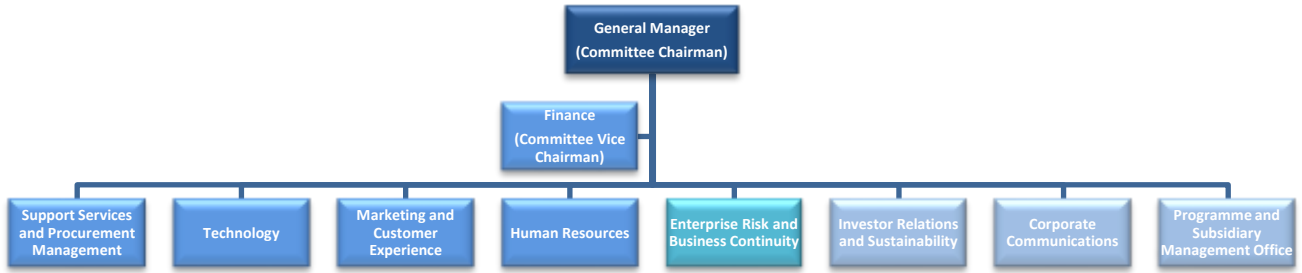 General Manager
(Committee Chairman)
Finance
(Committee Vice
Chairman)
Support Services
and Procurement
Management
Technology
Marketing and
Customer
Experience
Human Resources
Enterprise Risk and
Business Continuity
Investor Relations
and Sustainability
Corporate
Communications
Programme and
Subsidiary
Management Office